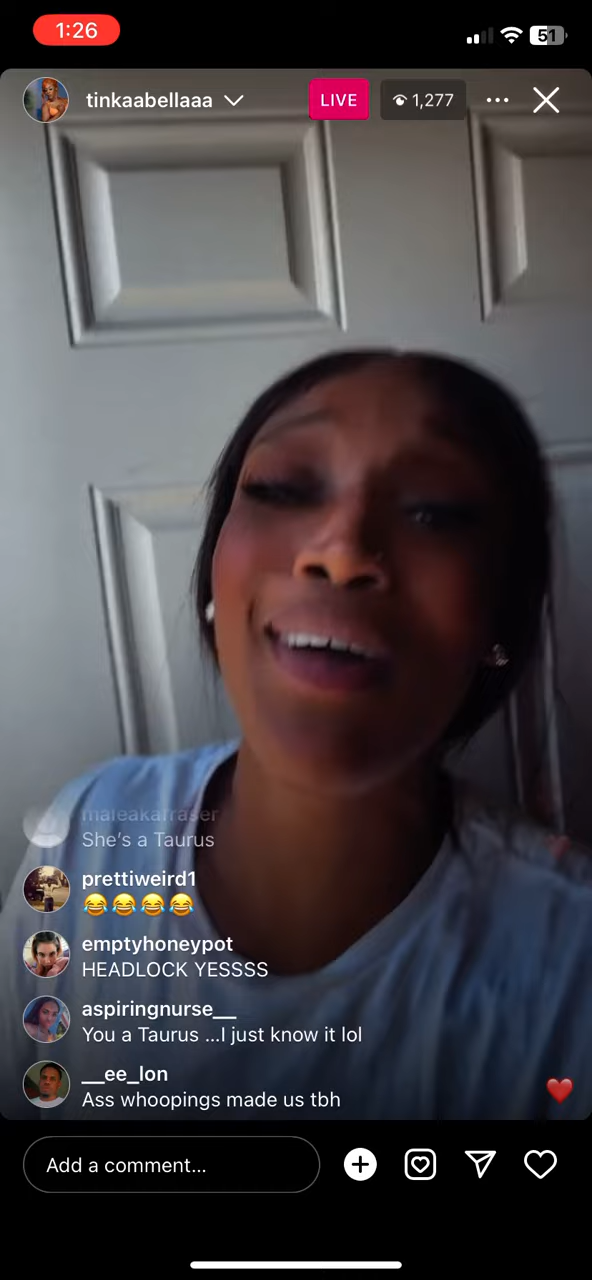 1:26
51
tinkaabellaaa
LIVE
1,277
maleakafraser
She's a Taurus
prettiweird1
😂😂😂😂
emptyhoneypot
HEADLOCK YESSSS
aspiringnurse__
You a Taurus ...I just know it lol
__ee_lon
Ass whoopings made us tbh
Add a comment...